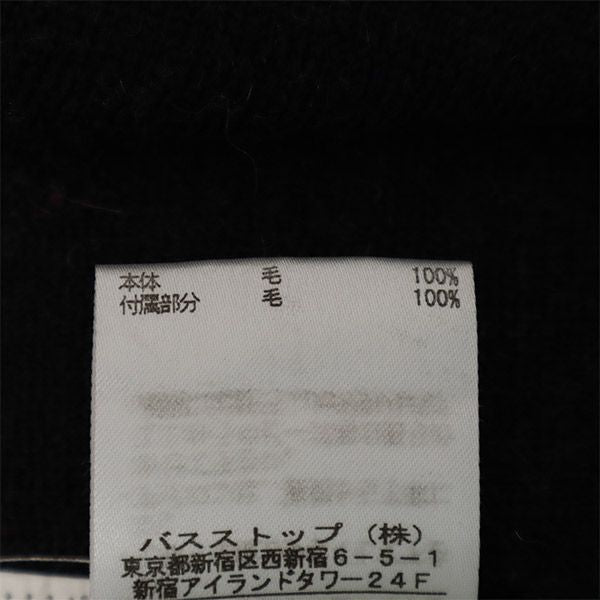 本体 毛 100%
付属部分 毛 100%
バスストップ（株）
東京都新宿区西新宿6-5-1
新宿アイランドタワー24F